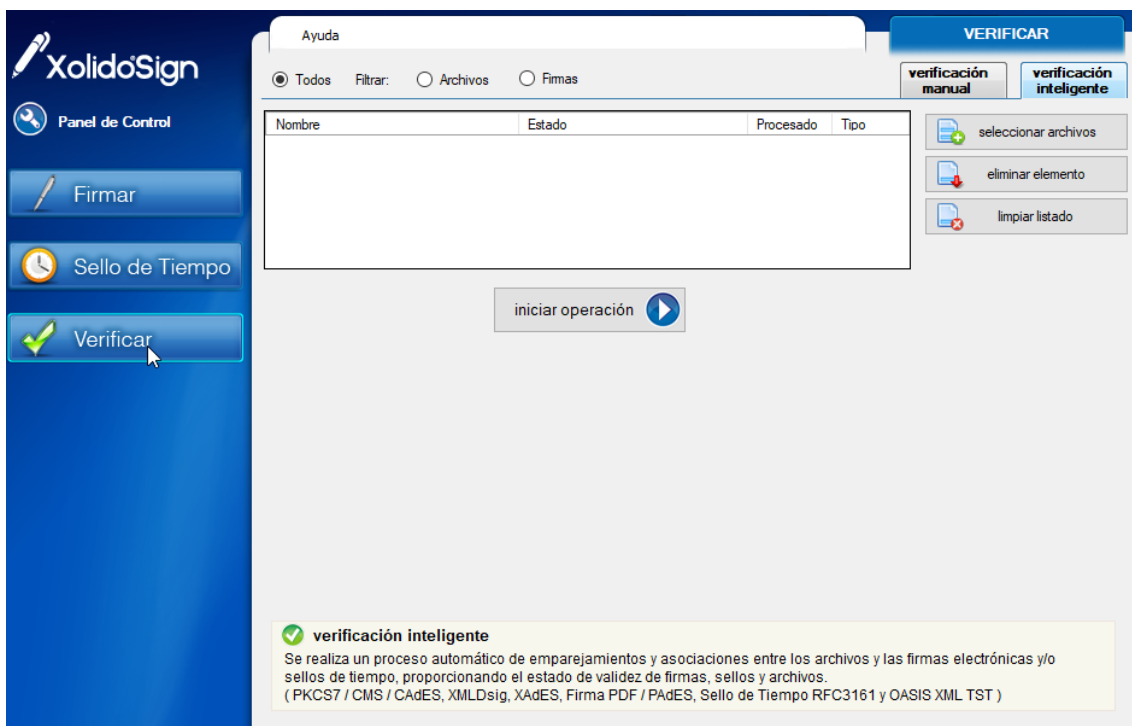 XolidoSign
Panel de Control
Firmar
Sello de Tiempo
Verificar
Ayuda
VERIFICAR
Todos Filtrar: Archivos Firmas
verificación manual
verificación inteligente
Nombre Estado Procesado Tipo
seleccionar archivos
eliminar elemento
limpiar listado
iniciar operación
verificación inteligente
Se realiza un proceso automático de emparejamientos y asociaciones entre los archivos y las firmas electrónicas y/o
sellos de tiempo, proporcionando el estado de validez de firmas, sellos y archivos.
( PKCS7 / CMS / CAdES, XMLDsig, XAdES, Firma PDF / PAdES, Sello de Tiempo RFC3161 y OASIS XML TST )